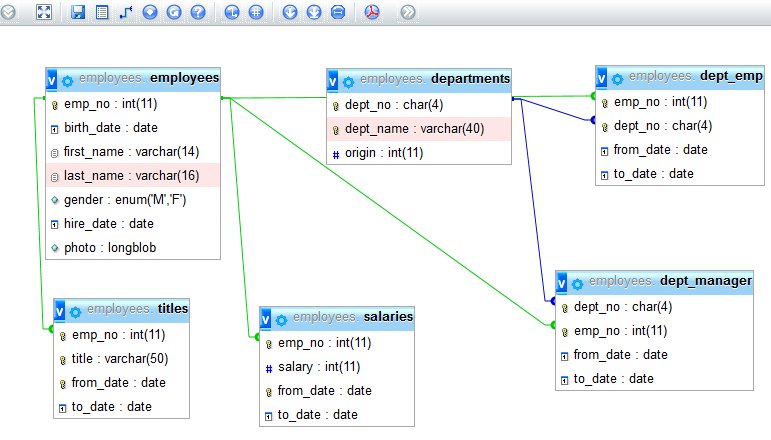 employees. employees
emp_no : int(11)
birth_date : date
first_name : varchar(14)
last_name : varchar(16)
gender : enum('M','F')
hire_date : date
photo : longblob
employees. departments
dept_no : char(4)
dept_name : varchar(40)
origin : int(11)
employees. dept_emp
emp_no : int(11)
dept_no : char(4)
from_date : date
to_date : date
employees. titles
emp_no : int(11)
title : varchar(50)
from_date : date
to_date : date
employees. salaries
emp_no : int(11)
salary : int(11)
from_date : date
to_date : date
employees. dept_manager
dept_no : char(4)
emp_no : int(11)
from_date : date
to_date : date